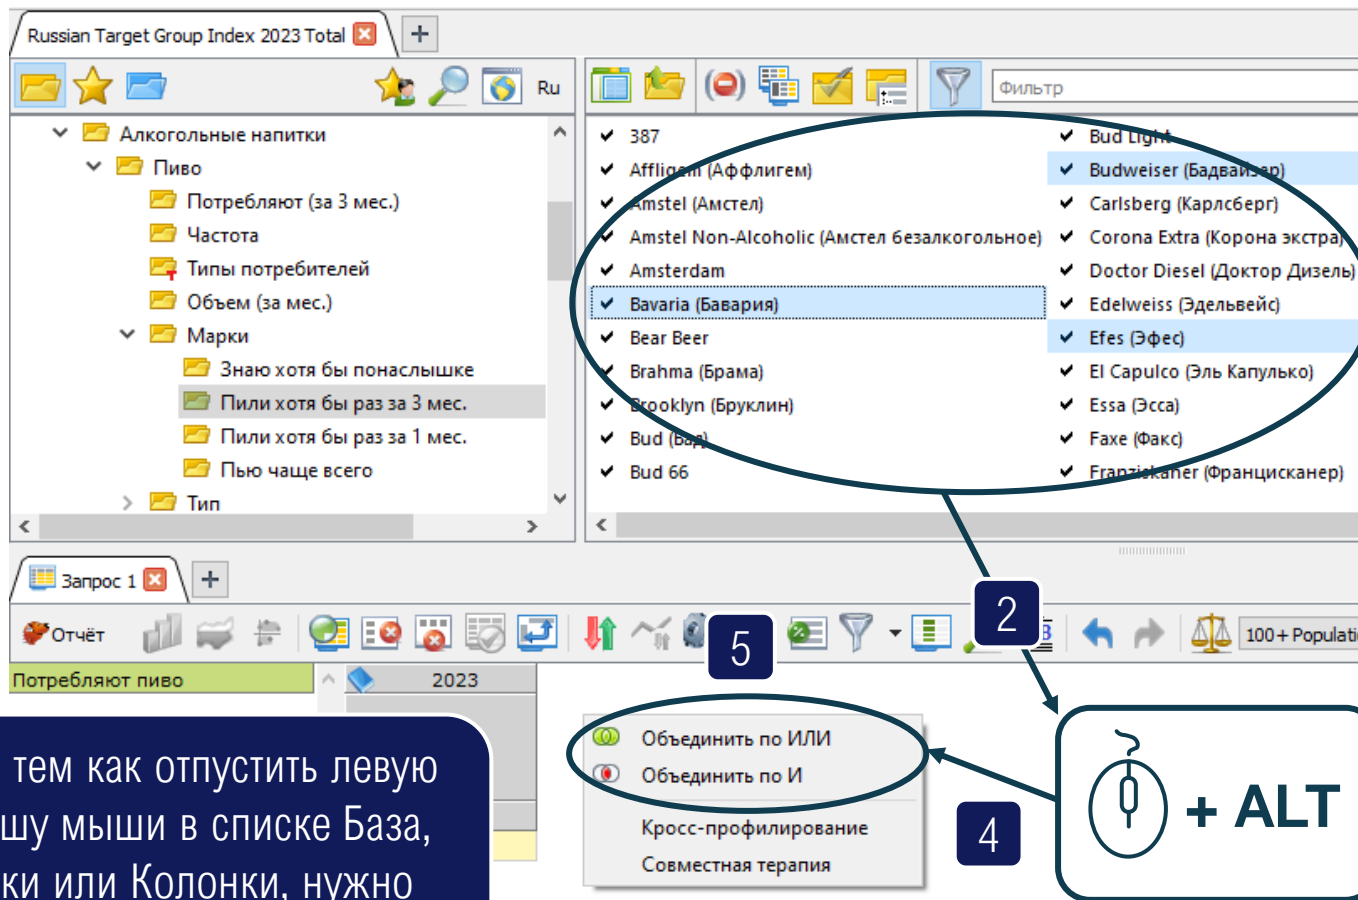 Russian Target Group Index 2023 Total
Ru
Фильтр
Алкогольные напитки
Пиво
Потребляют (за 3 мес.)
Частота
Типы потребителей
Объем (за мес.)
Марки
Знаю хотя бы понаслышке
Пили хотя бы раз за 3 мес.
Пили хотя бы раз за 1 мес.
Пью чаще всего
Тип
387
Affligem (Аффлигем)
Amstel (Амстел)
Amstel Non-Alcoholic (Амстел безалкогольное)
Amsterdam
Bavaria (Бавария)
Bear Beer
Brahma (Брама)
Brooklyn (Бруклин)
Bud (Бад)
Bud 66
Bud Light
Budweiser (Бадвайзер)
Carlsberg (Карлсберг)
Corona Extra (Корона экстра)
Doctor Diesel (Доктор Дизель)
Edelweiss (Эдельвейс)
Efes (Эфес)
El Capulco (Эль Капулько)
Essa (Эсса)
Faxe (Факс)
Franziskaner (Францисканер)
Запрос 1
Отчёт
5
2
100+ Populati
Потребляют пиво
2023
Объединить по ИЛИ
Объединить по И
Кросс-профилирование
Совместная терапия
4
+ ALT
тем как отпустить левую
шу мыши в списке База,
ки или Колонки, нужно